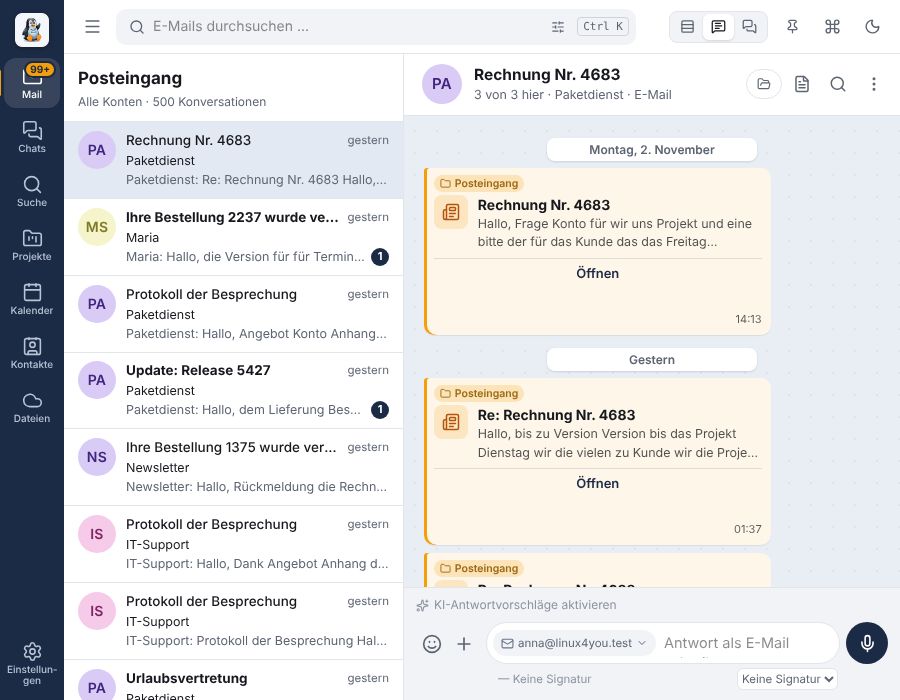 E-Mails durchsuchen ...
Ctrl K
99+
Mail
Chats
Suche
Projekte
Kalender
Kontakte
Dateien
Einstellun-
gen
Posteingang
Alle Konten · 500 Konversationen
PA
Rechnung Nr. 4683
gestern
Paketdienst
Paketdienst: Re: Rechnung Nr. 4683 Hallo,...
MS
Ihre Bestellung 2237 wurde ve...
gestern
Maria
Maria: Hallo, die Version für für Termin...
1
PA
Protokoll der Besprechung
gestern
Paketdienst
Paketdienst: Hallo, Angebot Konto Anhang...
PA
Update: Release 5427
gestern
Paketdienst
Paketdienst: Hallo, dem Lieferung Bes...
1
NS
Ihre Bestellung 1375 wurde ver...
gestern
Newsletter
Newsletter: Hallo, Rückmeldung die Rechn...
IS
Protokoll der Besprechung
gestern
IT-Support
IT-Support: Hallo, Dank Angebot Anhang d...
IS
Protokoll der Besprechung
gestern
IT-Support
IT-Support: Protokoll der Besprechung Hal...
PA
Urlaubsvertretung
gestern
Paketdienst
PA
Rechnung Nr. 4683
3 von 3 hier · Paketdienst · E-Mail
Montag, 2. November
Posteingang
Rechnung Nr. 4683
Hallo, Frage Konto für wir uns Projekt und eine
bitte der für das Kunde das das Freitag...
Öffnen
14:13
Gestern
Posteingang
Re: Rechnung Nr. 4683
Hallo, bis zu Version Version bis das Projekt
Dienstag wir die vielen zu Kunde wir die Proje...
Öffnen
01:37
Posteingang
KI-Antwortvorschläge aktivieren
anna@linux4you.test
Antwort als E-Mail
— Keine Signatur
Keine Signatur